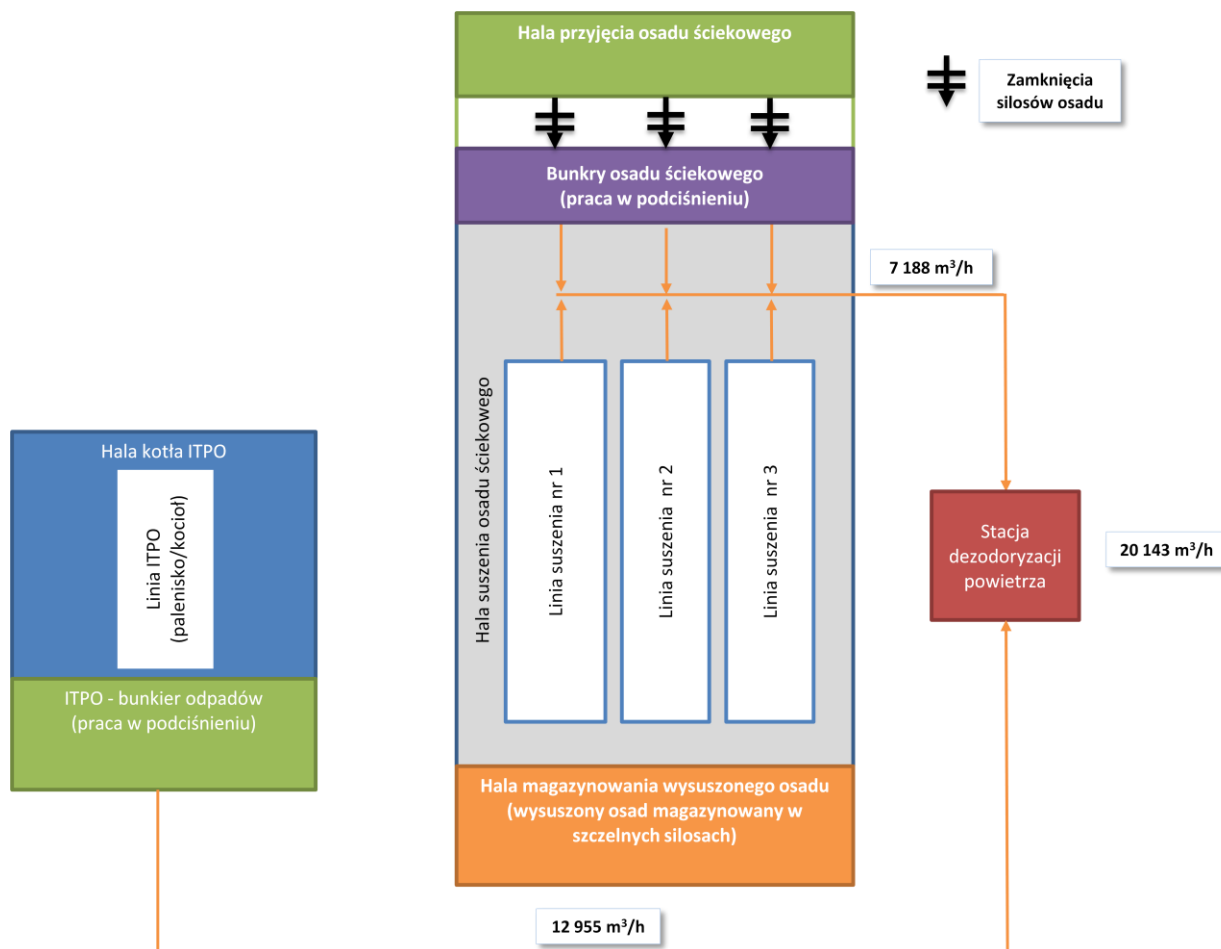 Hala przyjęcia osadu ściekowego
Zamknięcia
silosów osadu
Bunkry osadu ściekowego
(praca w podciśnieniu)
7 188 m³/h
Hala suszenia osadu ściekowego
Linia suszenia nr 1
Linia suszenia nr 2
Linia suszenia nr 3
Hala kotła ITPO
Linia ITPO
(palenisko/kocioł)
ITPO - bunkier odpadów
(praca w podciśnieniu)
Stacja
dezodoryzacji
powietrza
20 143 m³/h
Hala magazynowania wysuszonego osadu
(wysuszony osad magazynowany w
szczelnych silosach)
12 955 m³/h